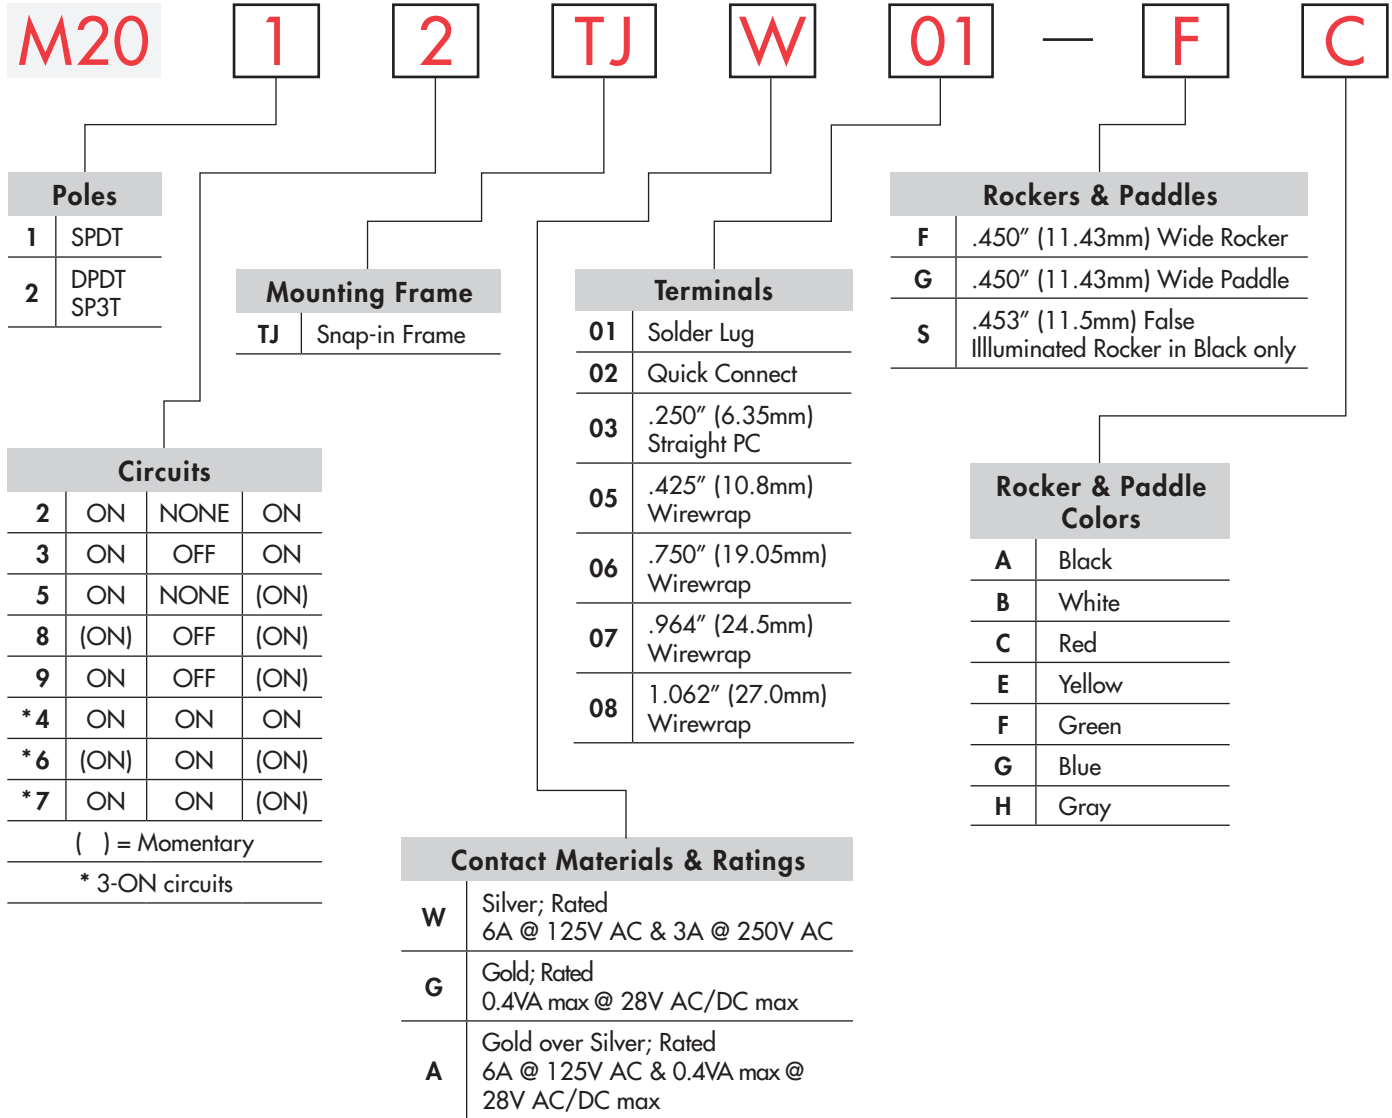 M20 1 2 TJ W 01 — F C
Poles
1 SPDT
2 DPDT
SP3T
Mounting Frame
TJ Snap-in Frame
Terminals
01 Solder Lug
02 Quick Connect
03 .250" (6.35mm)
Straight PC
05 .425" (10.8mm)
Wirewrap
06 .750" (19.05mm)
Wirewrap
07 .964" (24.5mm)
Wirewrap
08 1.062" (27.0mm)
Wirewrap
Rockers & Paddles
F .450" (11.43mm) Wide Rocker
G .450" (11.43mm) Wide Paddle
S .453" (11.5mm) False
Illluminated Rocker in Black only
Circuits
2 ON NONE ON
3 ON OFF ON
5 ON NONE (ON)
8 (ON) OFF (ON)
9 ON OFF (ON)
*4 ON ON ON
*6 (ON) ON (ON)
*7 ON ON (ON)
( ) = Momentary
* 3-ON circuits
Rocker & Paddle
Colors
A Black
B White
C Red
E Yellow
F Green
G Blue
H Gray
Contact Materials & Ratings
W Silver; Rated
6A @ 125V AC & 3A @ 250V AC
G Gold; Rated
0.4VA max @ 28V AC/DC max
A Gold over Silver; Rated
6A @ 125V AC & 0.4VA max @
28V AC/DC max